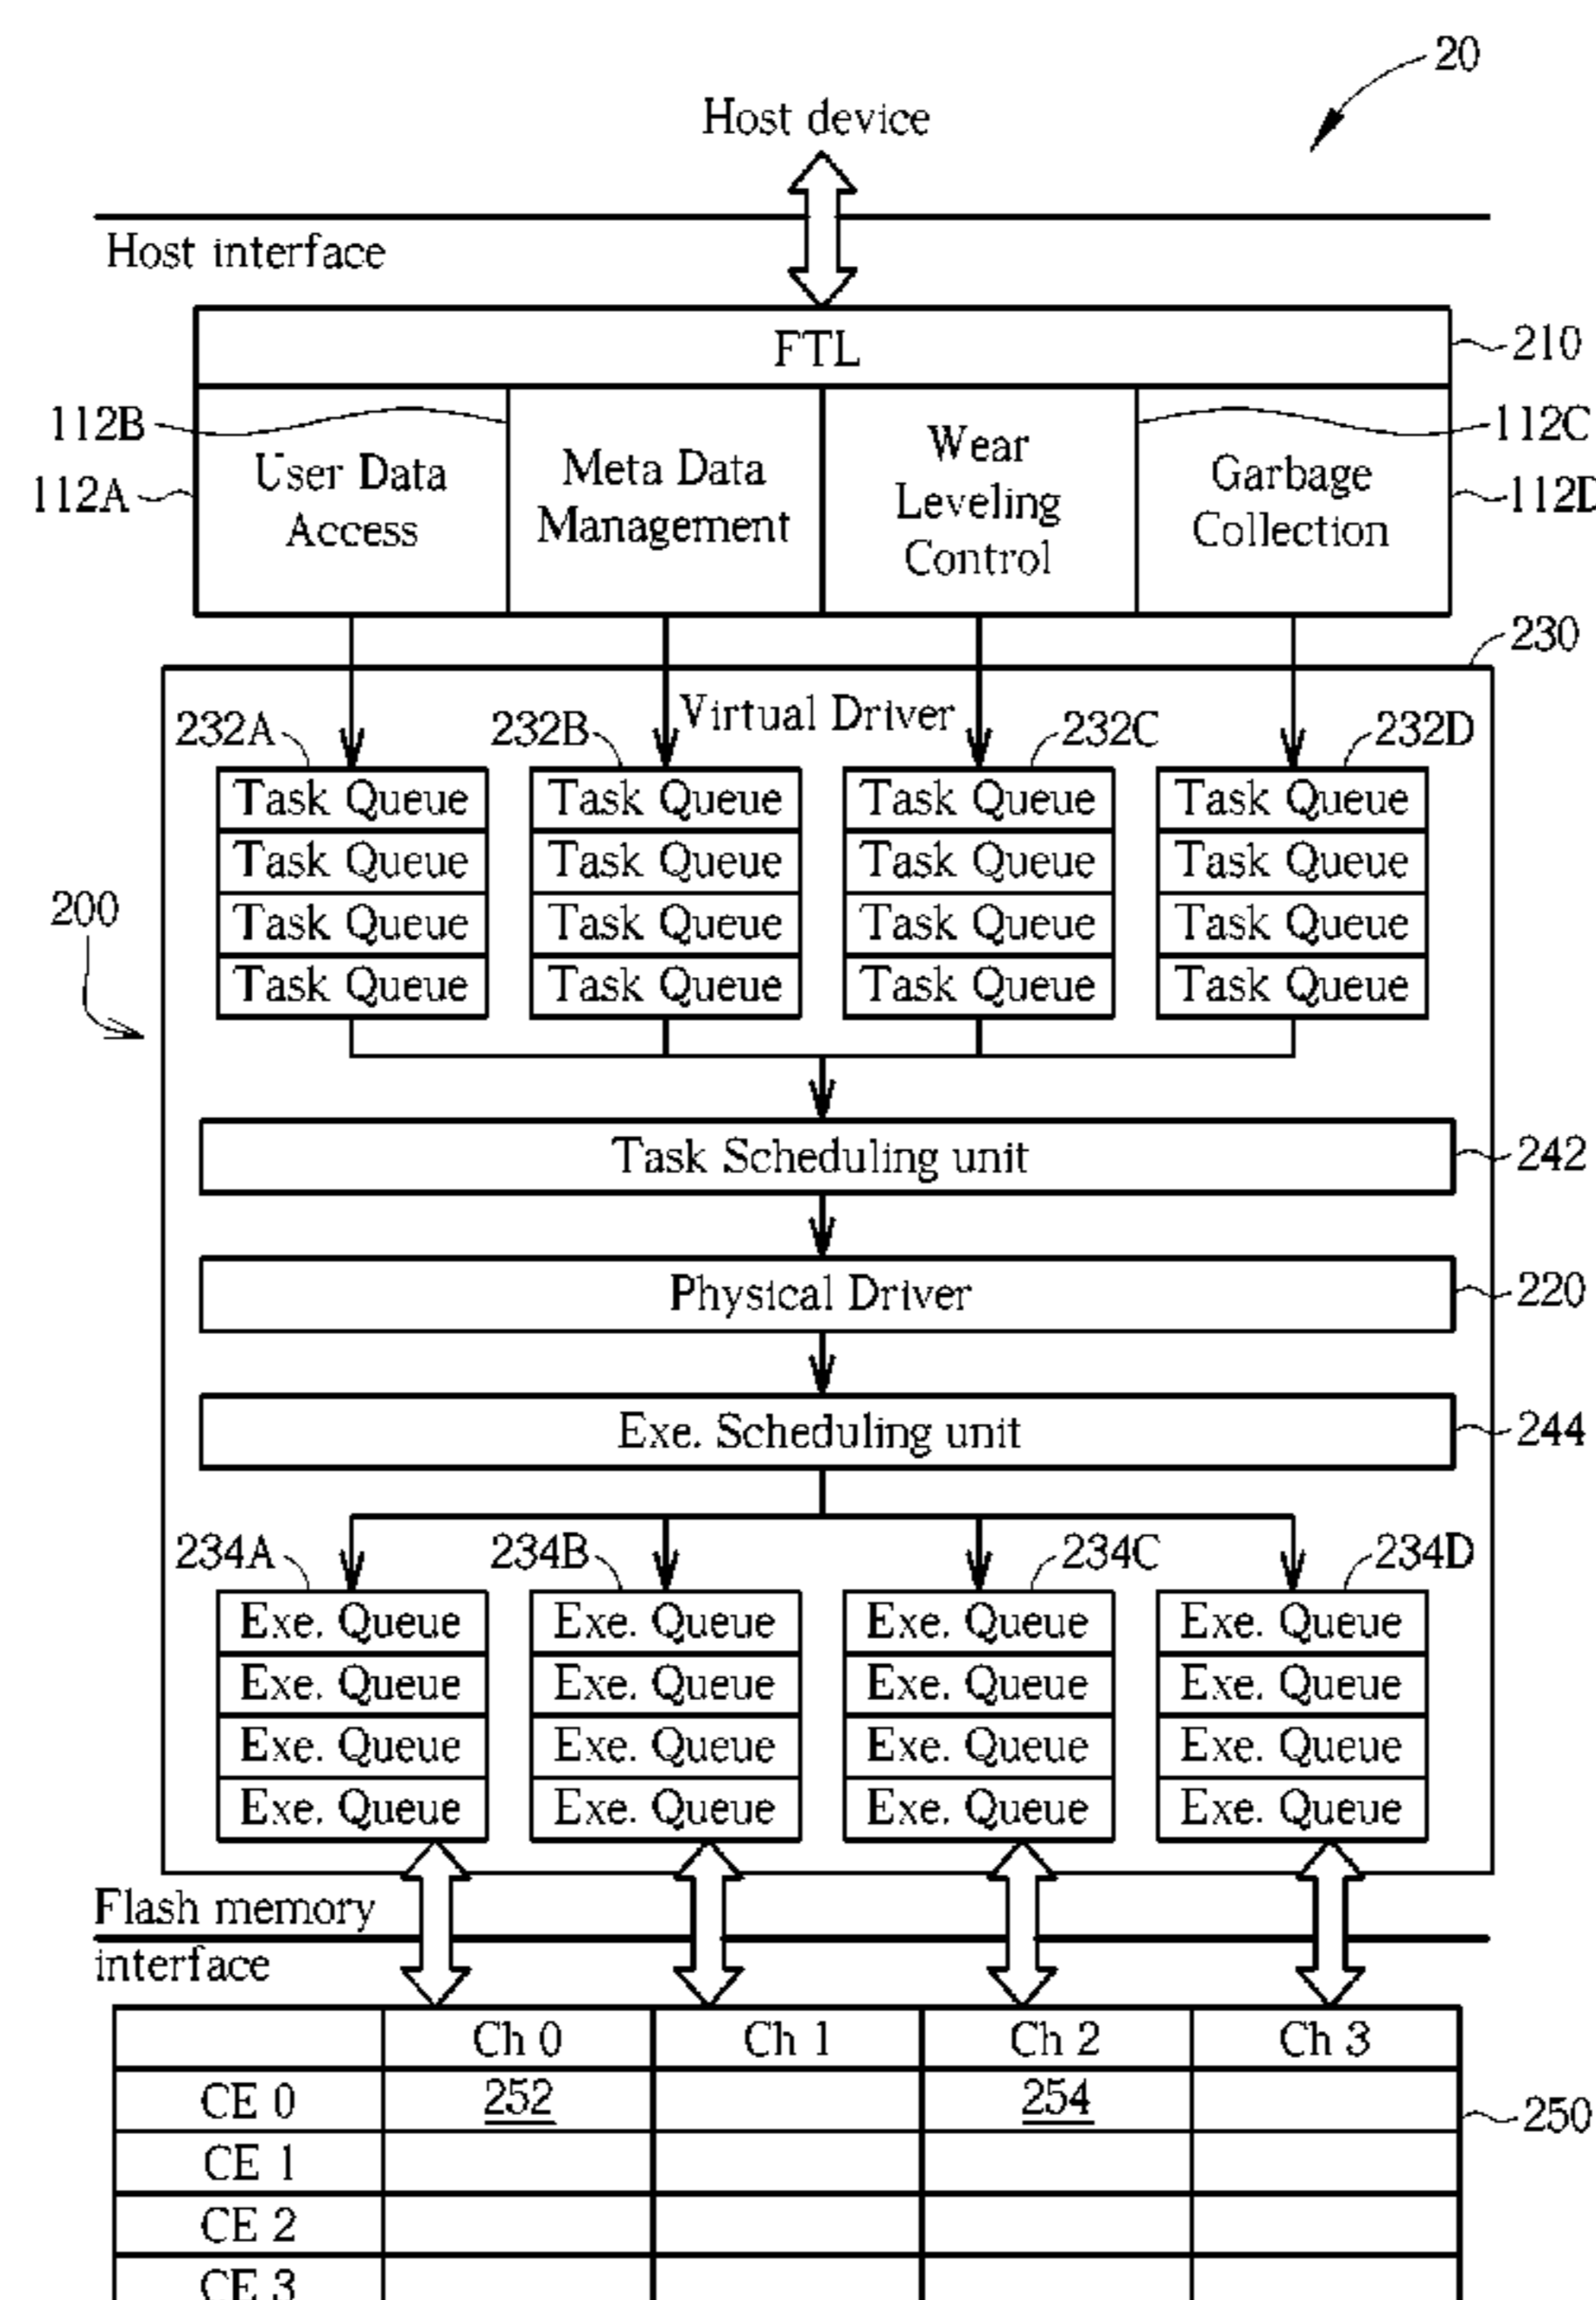 20
Host device
Host interface
FTL
210
112B
112C
112A
112D
User Data
Access
Meta Data
Management
Wear
Leveling
Control
Garbage
Collection
230
Virtual Driver
232A
232B
232C
232D
Task Queue Task Queue Task Queue Task Queue
Task Queue Task Queue Task Queue Task Queue
Task Queue Task Queue Task Queue Task Queue
Task Queue Task Queue Task Queue Task Queue
200
Task Scheduling unit
242
Physical Driver
220
Exe. Scheduling unit
244
234A
234B
234C
234D
Exe. Queue Exe. Queue Exe. Queue Exe. Queue
Exe. Queue Exe. Queue Exe. Queue Exe. Queue
Exe. Queue Exe. Queue Exe. Queue Exe. Queue
Exe. Queue Exe. Queue Exe. Queue Exe. Queue
Flash memory
interface
Ch 0 Ch 1 Ch 2 Ch 3
CE 0 252 254
250
CE 1
CE 2
CE 3